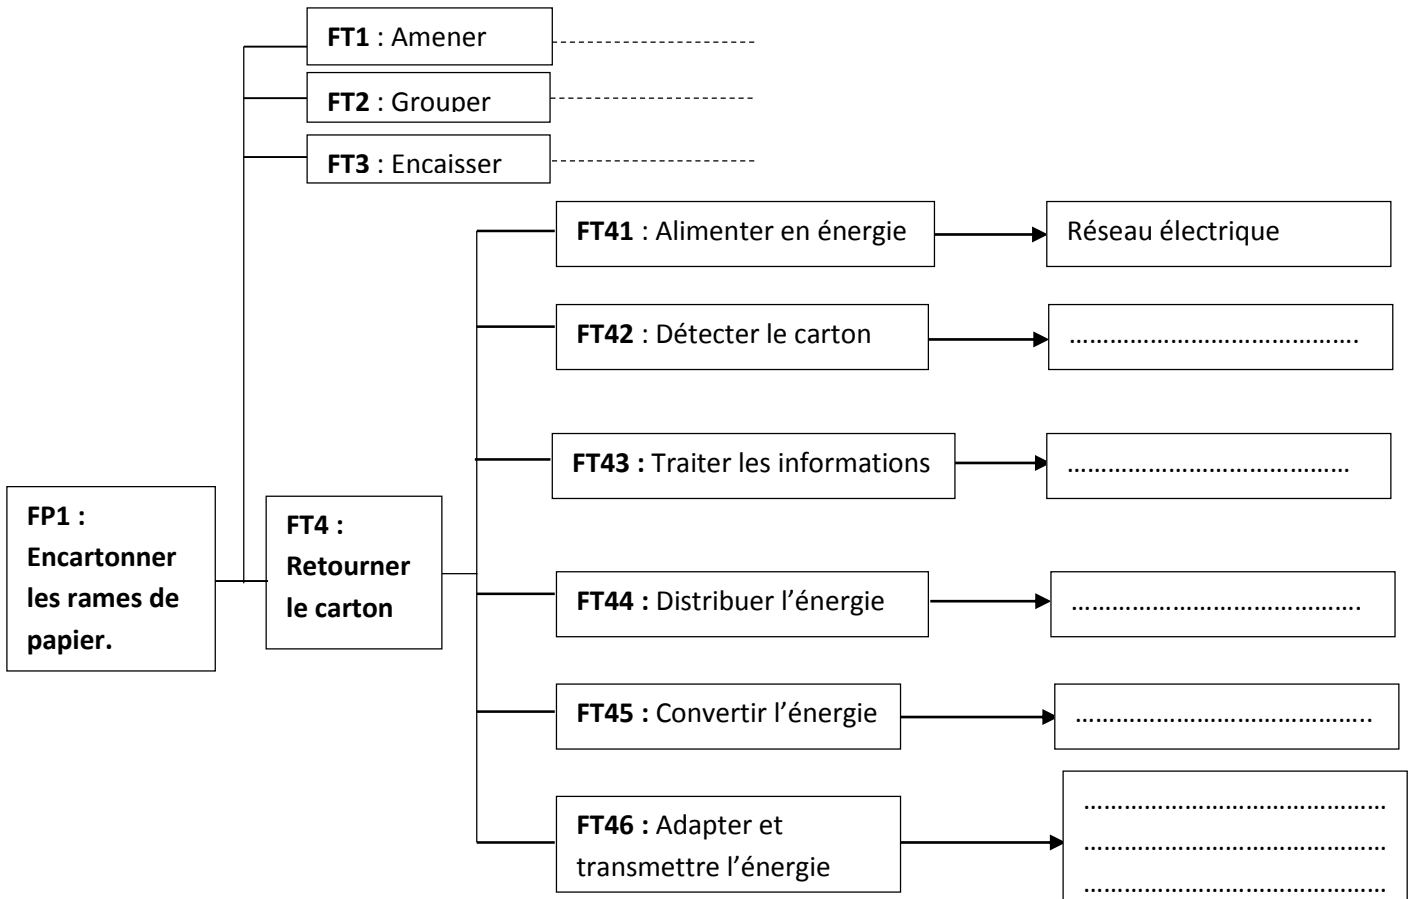 FT1 : Amener
FT2 : Grouper
FT3 : Encaisser
FT41 : Alimenter en énergie
Réseau électrique
FT42 : Détecter le carton
…………………………………….
FT43 : Traiter les informations
……………………………………
FP1 :
Encartonner
les rames de
papier.
FT4 :
Retourner
le carton
FT44 : Distribuer l’énergie
…………………………………….
FT45 : Convertir l’énergie
……………………………………..
FT46 : Adapter et
transmettre l’énergie
………………………………………
………………………………………
………………………………………